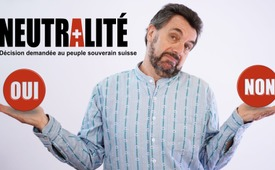 NEUTRALITÉ
Décision demandée au peuple souverain suisse
OUI
NON